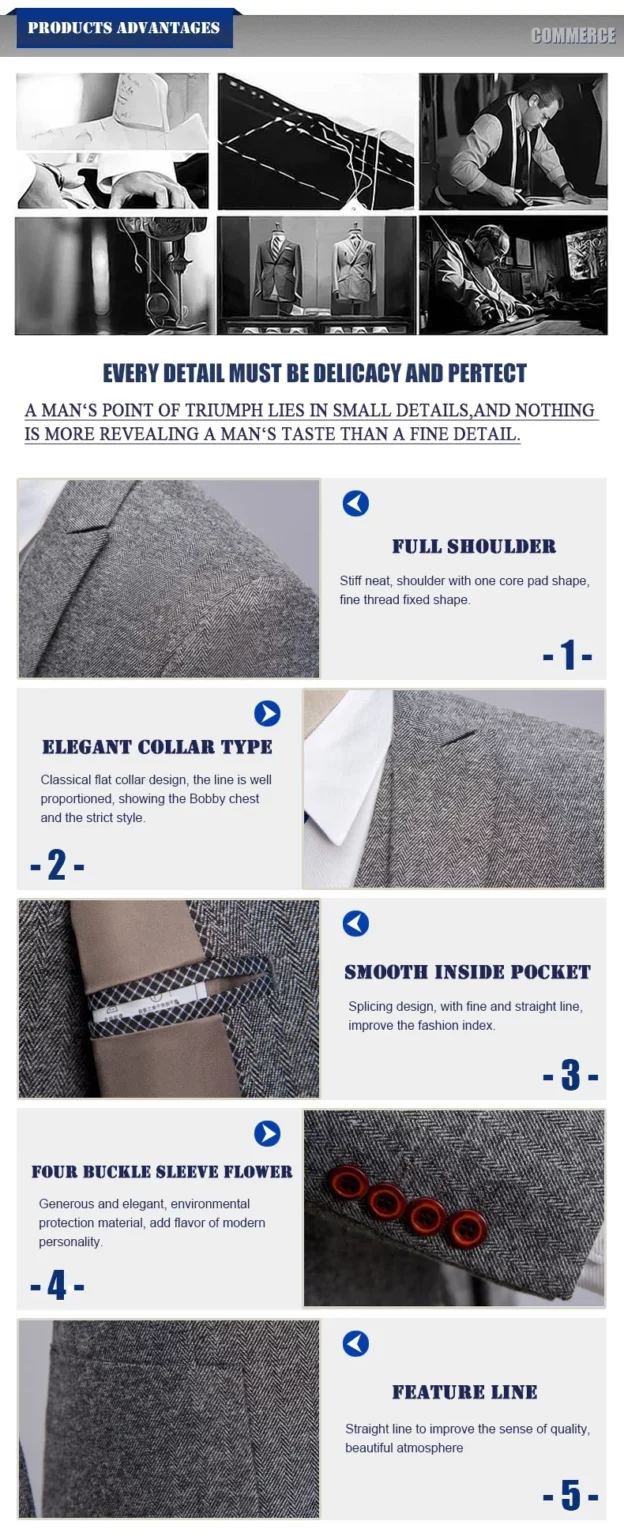 PRODUCTS ADVANTAGES
COMMERCE
EVERY DETAIL MUST BE DELICACY AND PERTECT
A MAN‘S POINT OF TRIUMPH LIES IN SMALL DETAILS,AND NOTHING
IS MORE REVEALING A MAN‘S TASTE THAN A FINE DETAIL.
FULL SHOULDER
Stiff neat, shoulder with one core pad shape,
fine thread fixed shape.
- 1 -
ELEGANT COLLAR TYPE
Classical flat collar design, the line is well
proportioned, showing the Bobby chest
and the strict style.
- 2 -
SMOOTH INSIDE POCKET
Splicing design, with fine and straight line,
improve the fashion index.
- 3 -
FOUR BUCKLE SLEEVE FLOWER
Generous and elegant, environmental
protection material, add flavor of modern
personality.
- 4 -
FEATURE LINE
Straight line to improve the sense of quality,
beautiful atmosphere
- 5 -